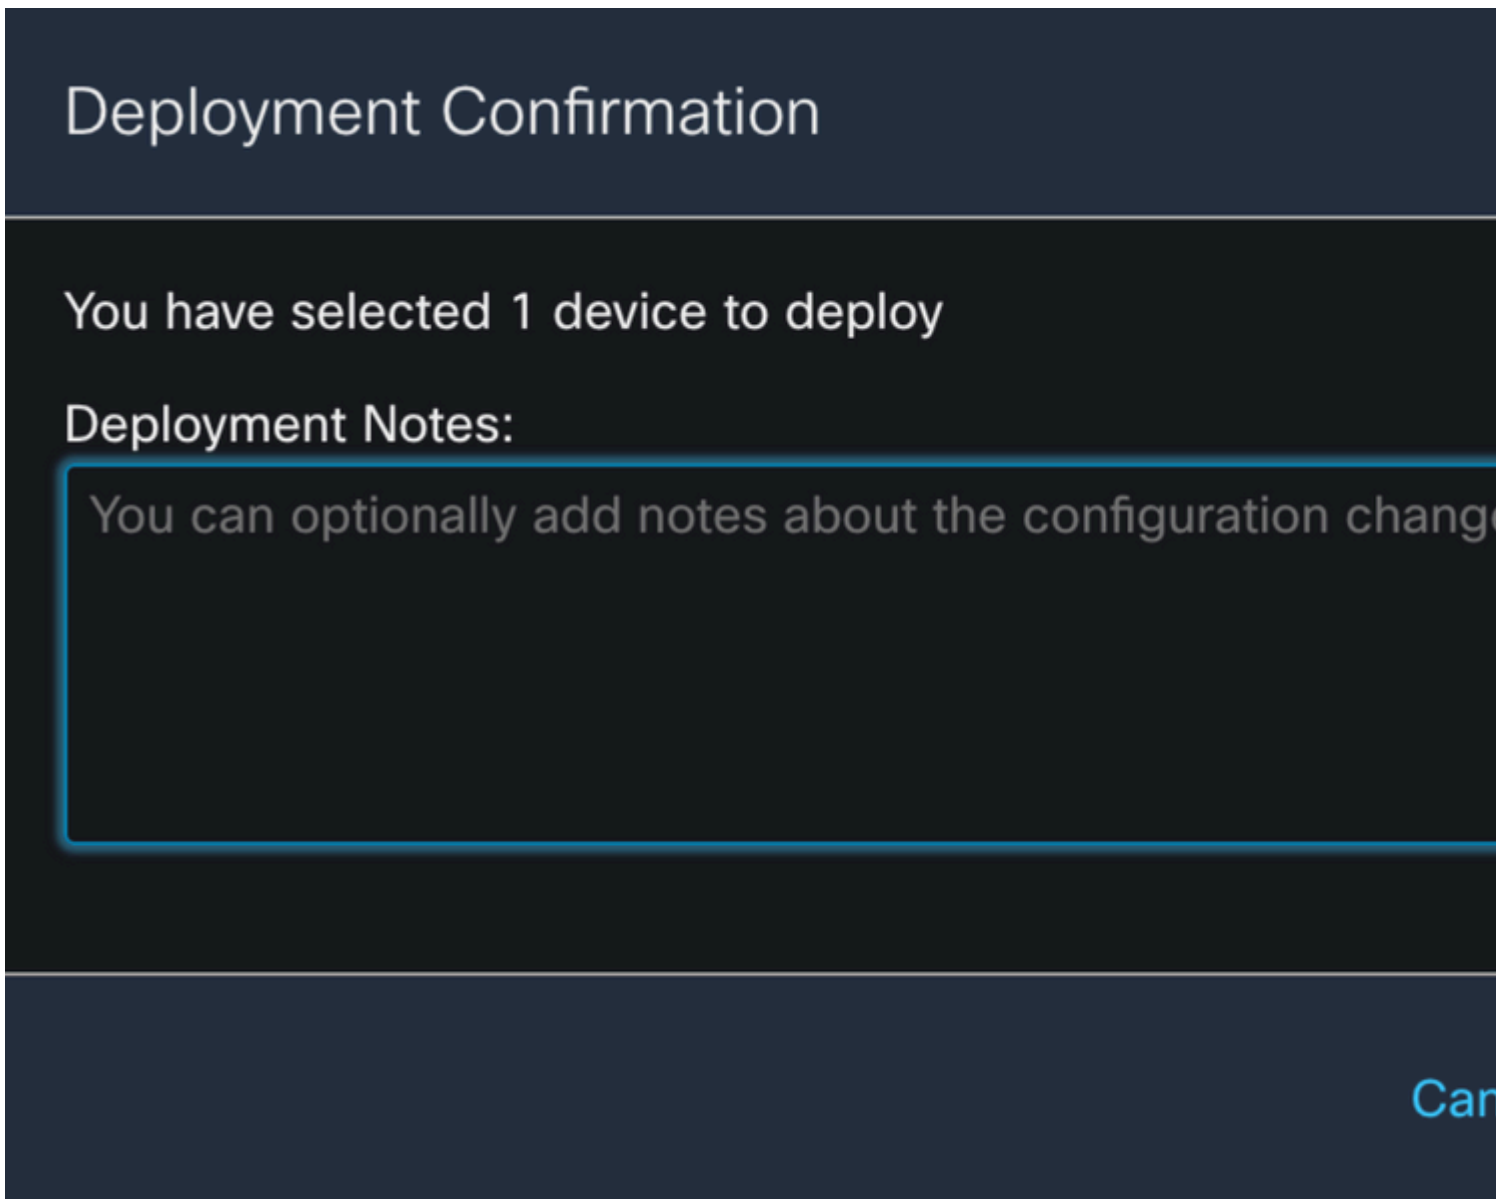 Deployment Confirmation
You have selected 1 device to deploy
Deployment Notes:
You can optionally add notes about the configuration